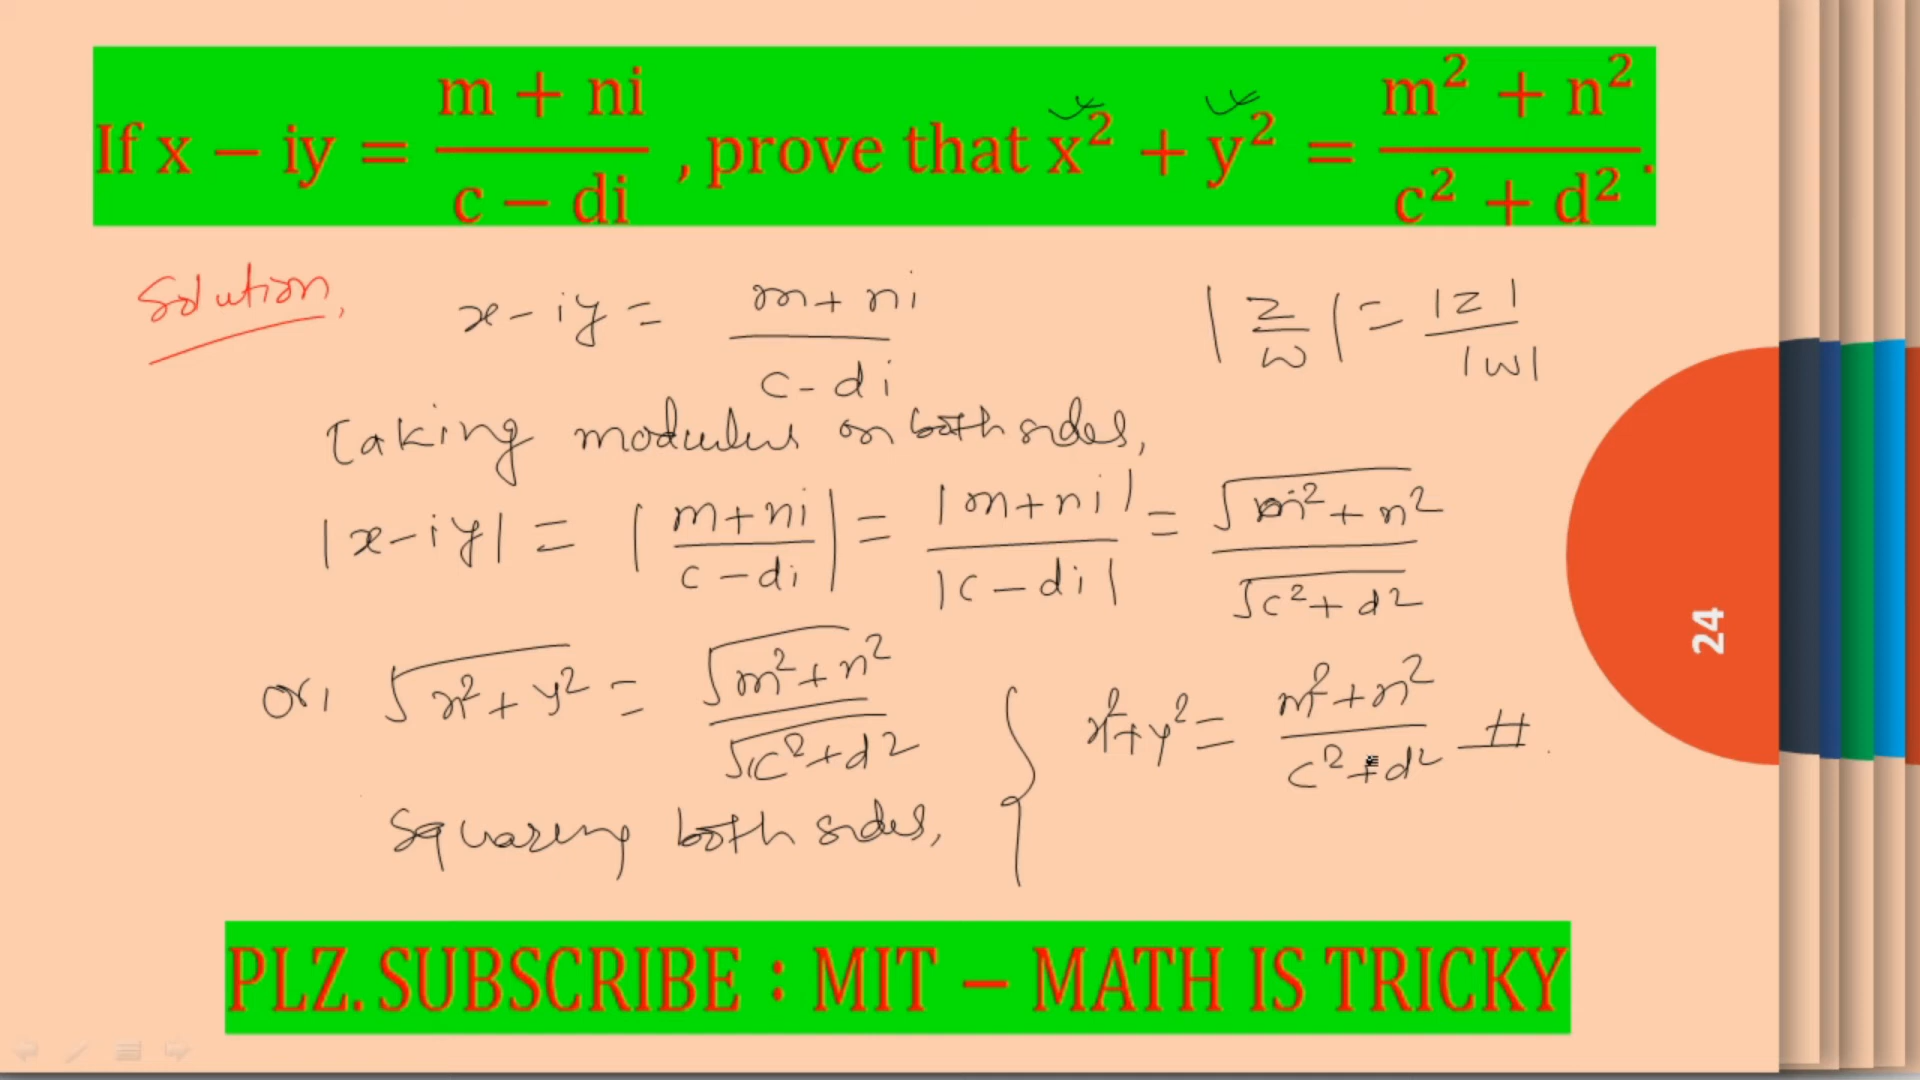 If x − iy = (m + ni)/(c − di) , prove that x² + y² = (m² + n²)/(c² + d²).
Solution, x − iy = (m + ni)/(c − di)
|z/w| = |z|/|w|
Taking modulus on both sides,
|x − iy| = |(m + ni)/(c − di)| = |m + ni|/|c − di| = √(m² + n²)/√(c² + d²)
or, √(x² + y²) = √(m² + n²)/√(c² + d²)
Squaring both sides,
x² + y² = (m² + n²)/(c² + d²) #
24
PLZ. SUBSCRIBE : MIT − MATH IS TRICKY